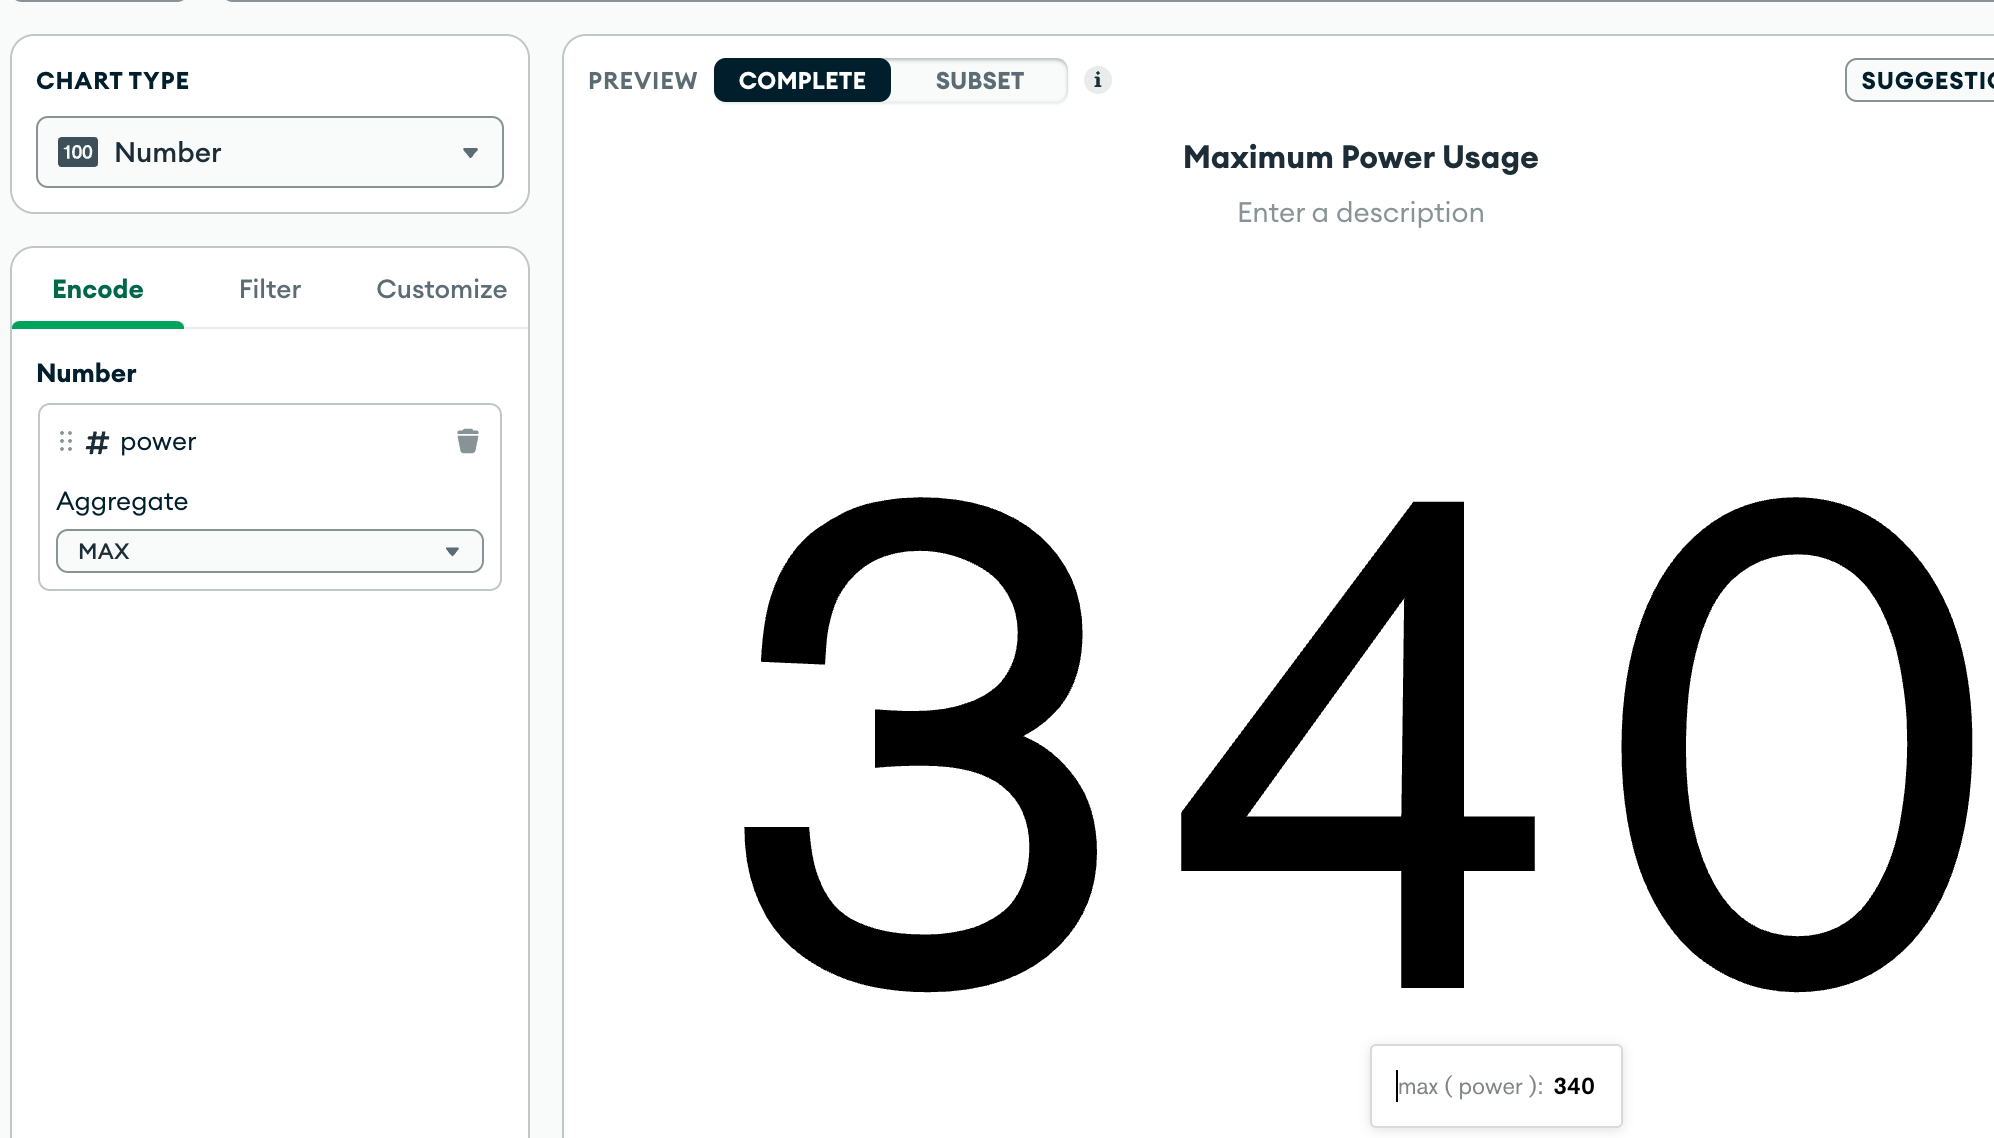 CHART TYPE
100 Number
Encode Filter Customize
Number
# power
Aggregate
MAX
PREVIEW COMPLETE SUBSET i
Maximum Power Usage
Enter a description
340
max ( power ): 340